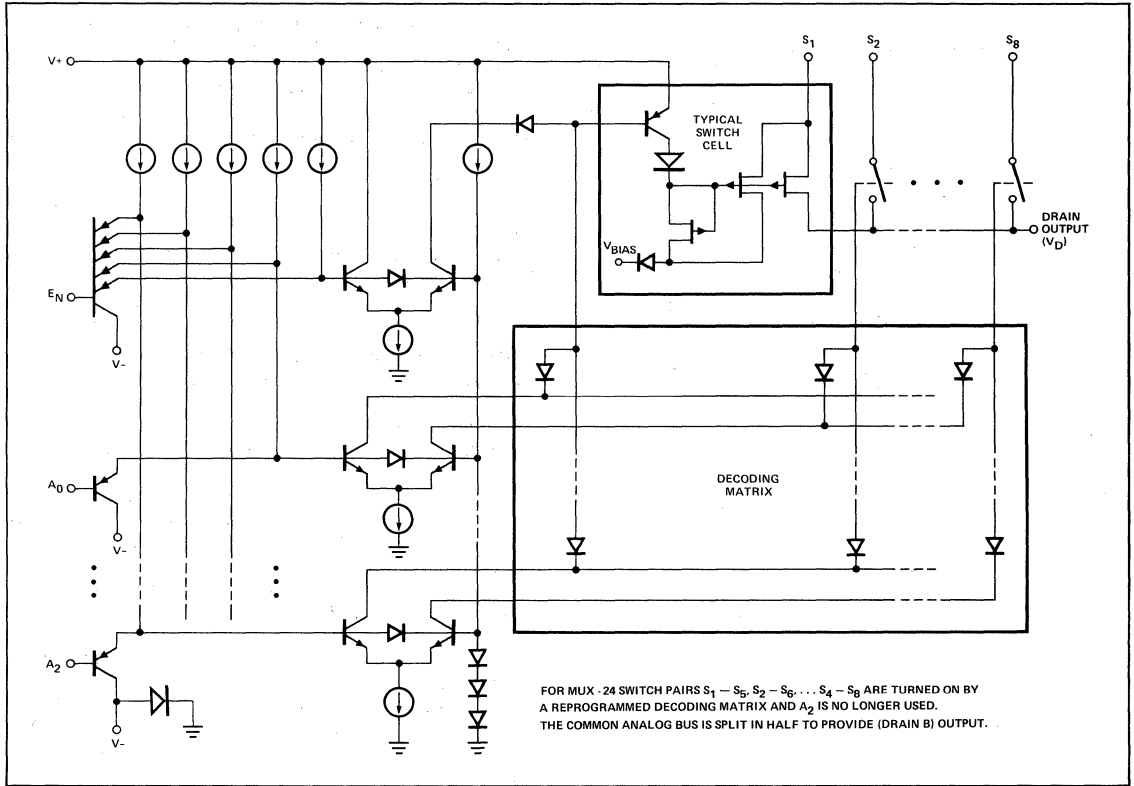 S1
S2
S8
V+
TYPICAL
SWITCH
CELL
DRAIN
OUTPUT
(VD)
VBIAS
EN
V-
A0
V-
DECODING
MATRIX
A2
V-
FOR MUX-24 SWITCH PAIRS S1 – S5, S2 – S6, . . . S4 – S8 ARE TURNED ON BY
A REPROGRAMMED DECODING MATRIX AND A2 IS NO LONGER USED.
THE COMMON ANALOG BUS IS SPLIT IN HALF TO PROVIDE (DRAIN B) OUTPUT.